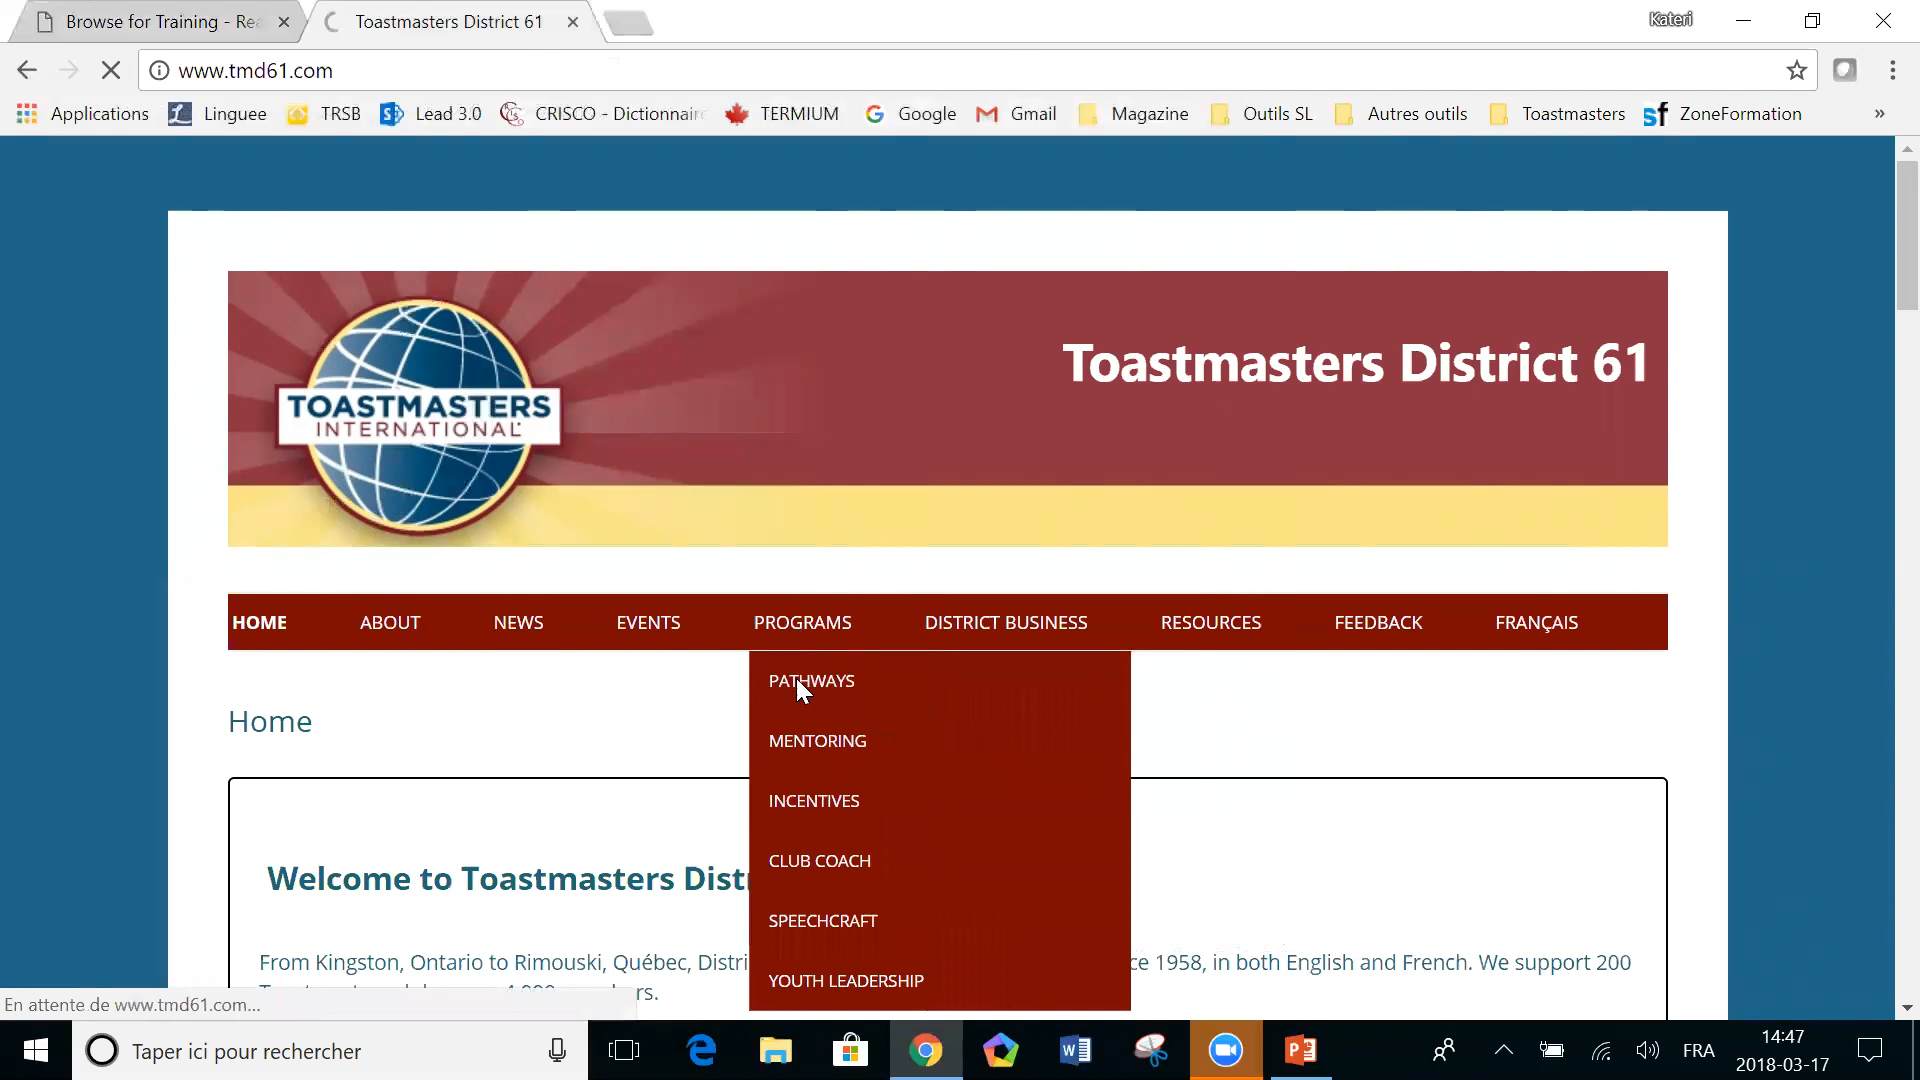 Browse for Training - Rea
Toastmasters District 61
Kateri
www.tmd61.com
Applications
Linguee
TRSB
Lead 3.0
CRISCO - Dictionnair
TERMIUM
Google
Gmail
Magazine
Outils SL
Autres outils
Toastmasters
ZoneFormation
»
TOASTMASTERS
INTERNATIONAL
Toastmasters District 61
HOME
ABOUT
NEWS
EVENTS
PROGRAMS
DISTRICT BUSINESS
RESOURCES
FEEDBACK
FRANÇAIS
PATHWAYS
MENTORING
INCENTIVES
CLUB COACH
SPEECHCRAFT
YOUTH LEADERSHIP
Home
Welcome to Toastmasters Distr
From Kingston, Ontario to Rimouski, Québec, Distri ce 1958, in both English and French. We support 200
rs.
En attente de www.tmd61.com...
Taper ici pour rechercher
FRA
14:47
2018-03-17